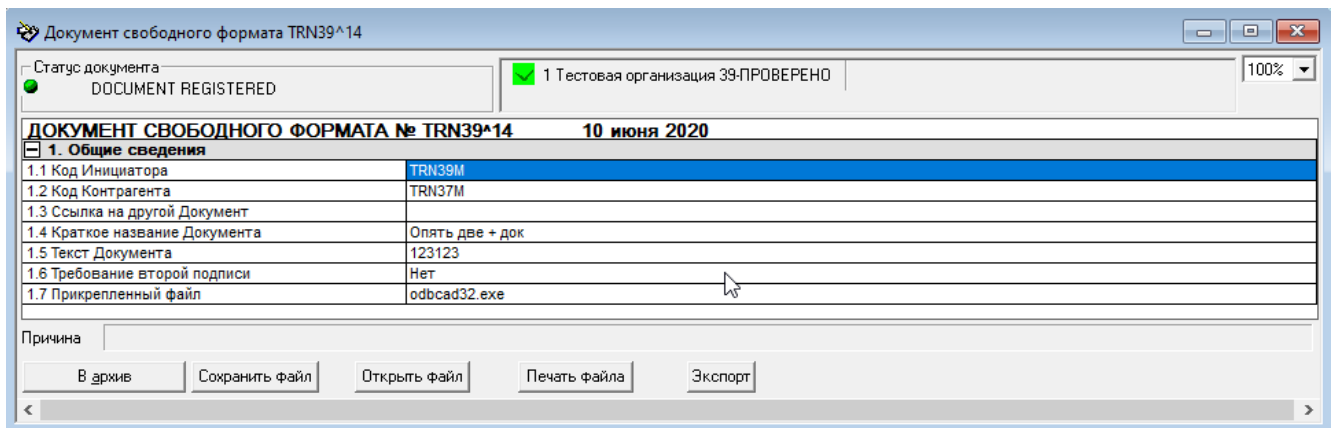 Документ свободного формата TRN39^14
Статус документа
DOCUMENT REGISTERED
1 Тестовая организация 39-ПРОВЕРЕНО
100%
ДОКУМЕНТ СВОБОДНОГО ФОРМАТА № TRN39^14 10 июня 2020
1. Общие сведения
1.1 Код Инициатора TRN39M
1.2 Код Контрагента TRN37M
1.3 Ссылка на другой Документ
1.4 Краткое название Документа Опять две + док
1.5 Текст Документа 123123
1.6 Требование второй подписи Нет
1.7 Прикрепленный файл odbcad32.exe
Причина
В архив Сохранить файл Открыть файл Печать файла Экспорт